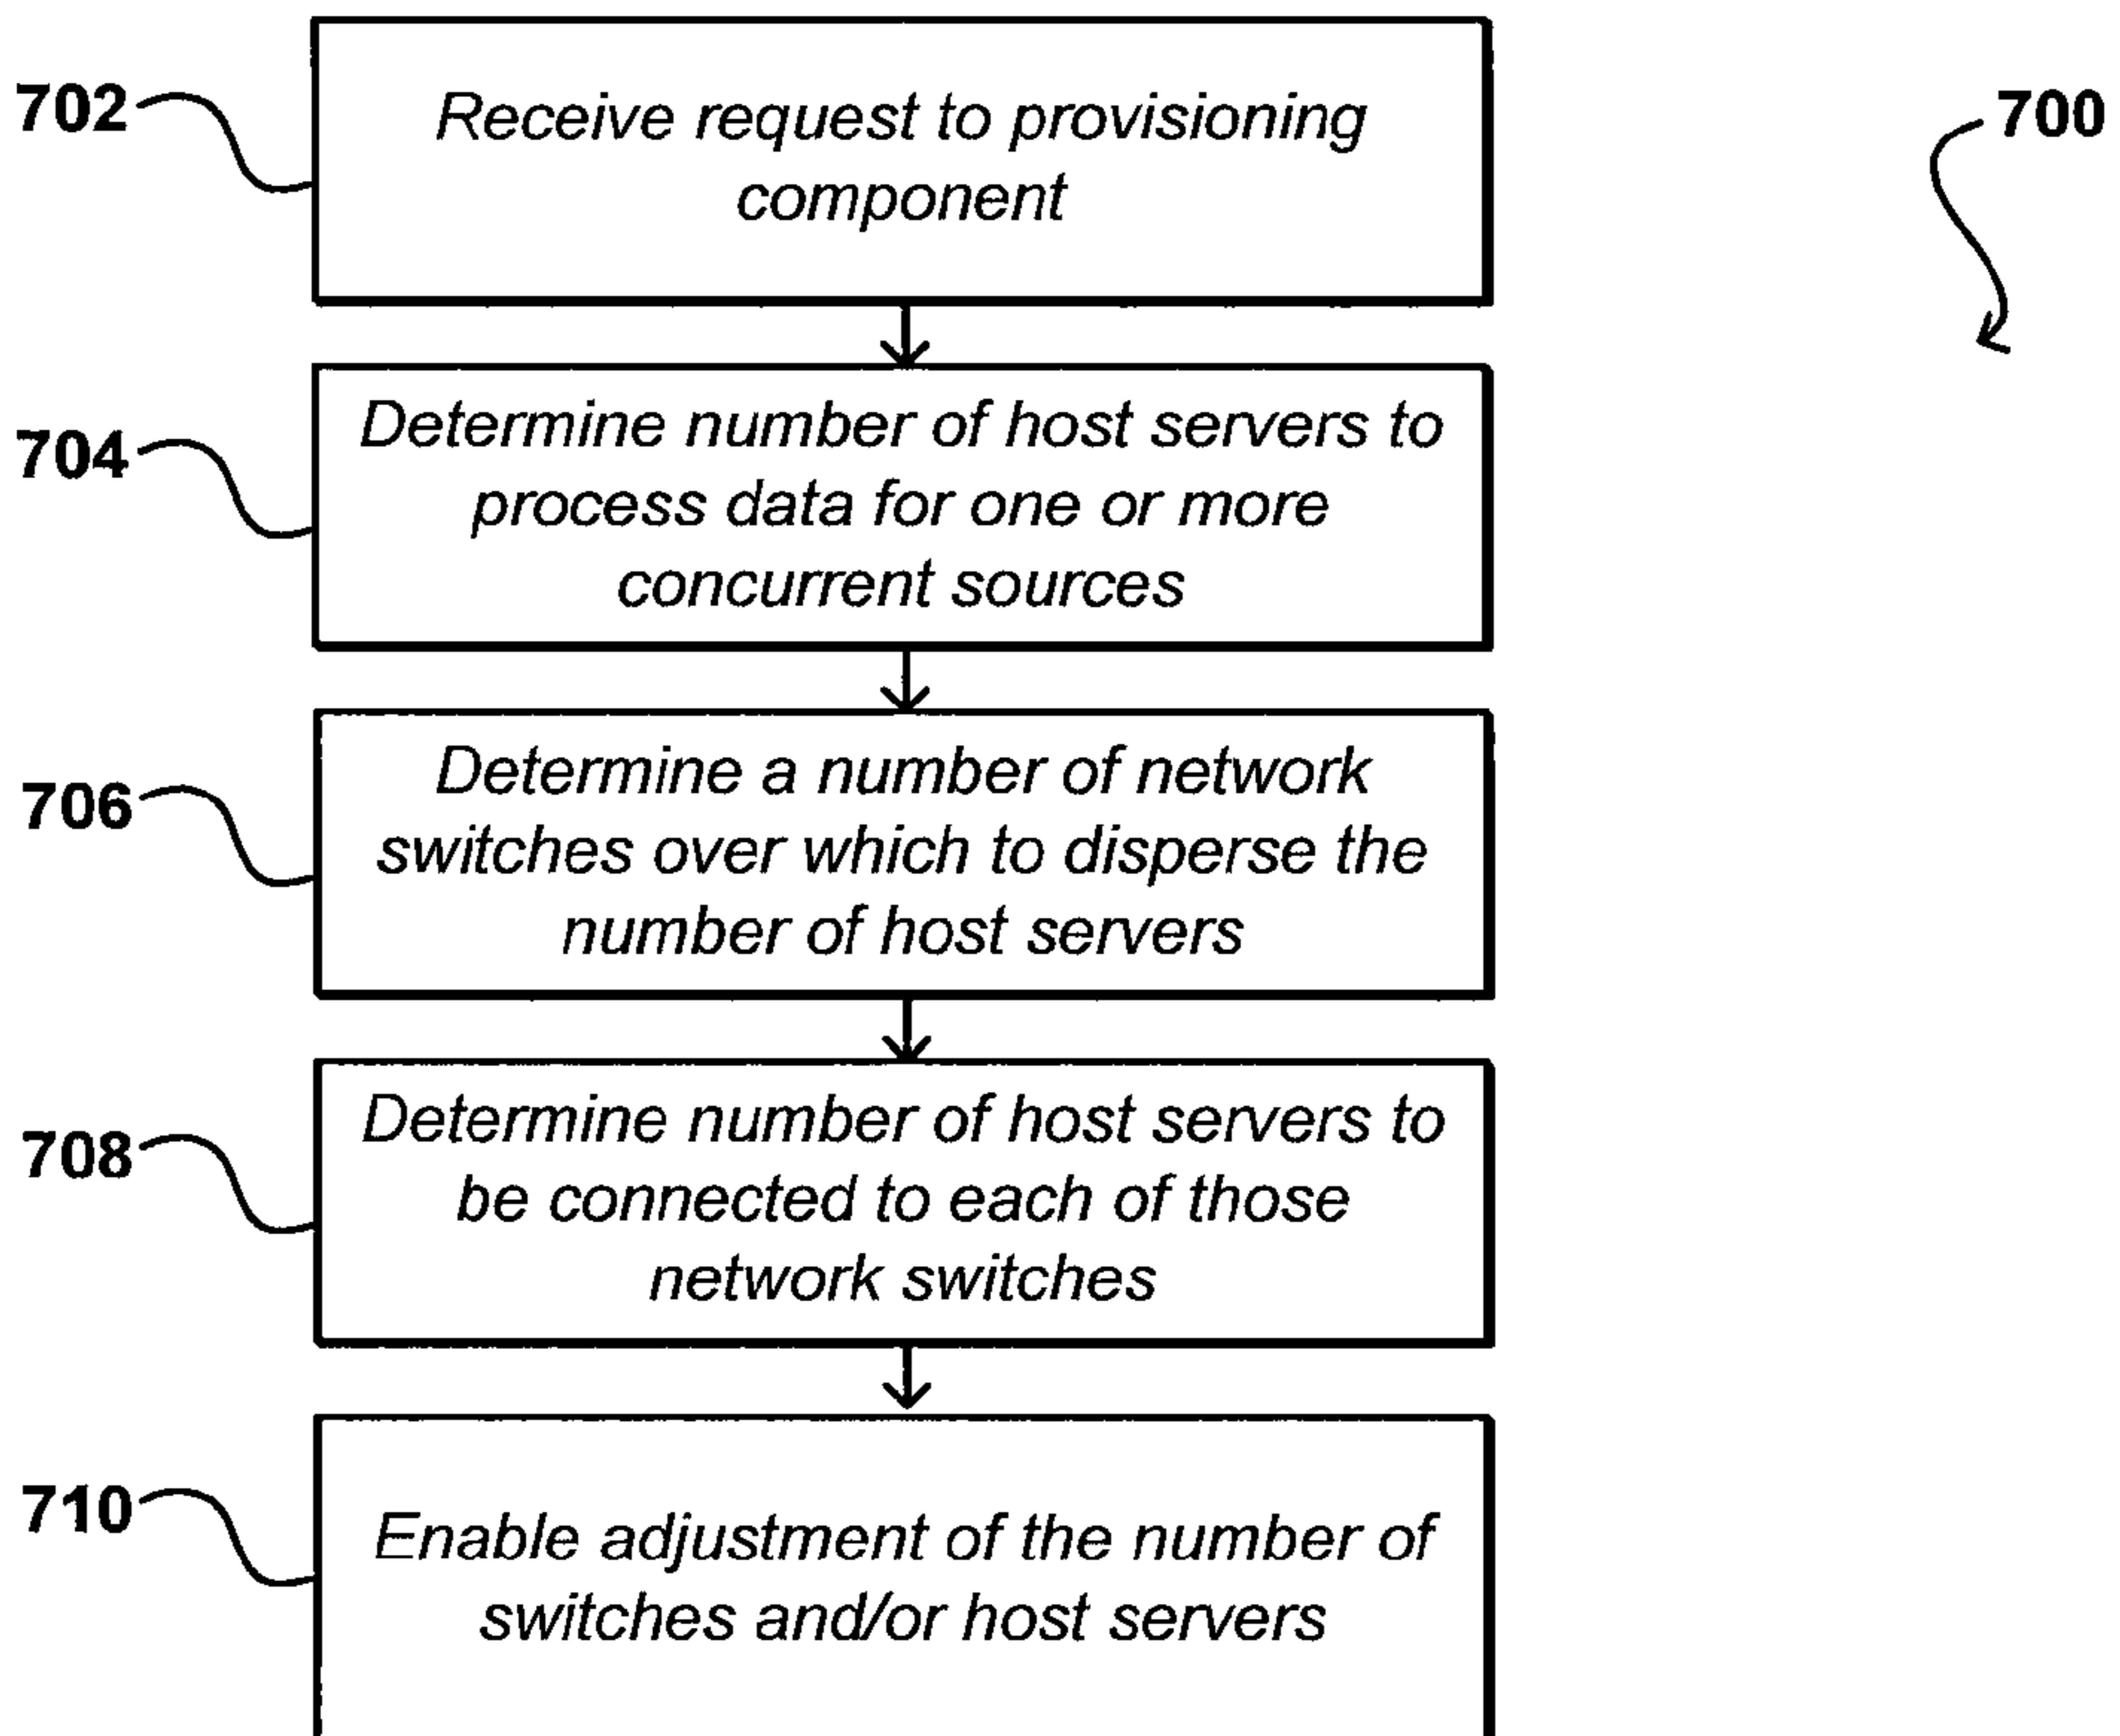 702
Receive request to provisioning
component
700
704
Determine number of host servers to
process data for one or more
concurrent sources
706
Determine a number of network
switches over which to disperse the
number of host servers
708
Determine number of host servers to
be connected to each of those
network switches
710
Enable adjustment of the number of
switches and/or host servers